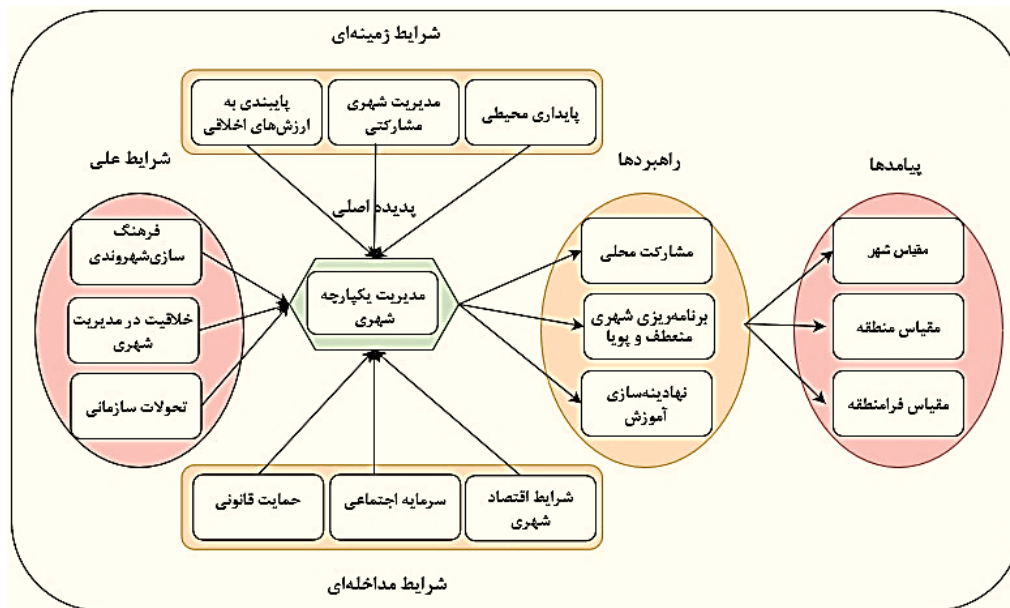 شرایط زمینه‌ای
پایبندی به
ارزش‌های اخلاقی
مدیریت شهری
مشارکتی
پایداری محیطی
شرایط علی
راهبردها
پیامدها
پدیده اصلی
فرهنگ
سازی‌شهروندی
خلاقیت در مدیریت
شهری
تحولات سازمانی
مدیریت یکپارچه
شهری
مشارکت محلی
برنامه‌ریزی شهری
منعطف و پویا
نهادینه‌سازی
آموزش
مقیاس شهر
مقیاس منطقه
مقیاس فرامنطقه
حمایت قانونی
سرمایه اجتماعی
شرایط اقتصاد
شهری
شرایط مداخله‌ای